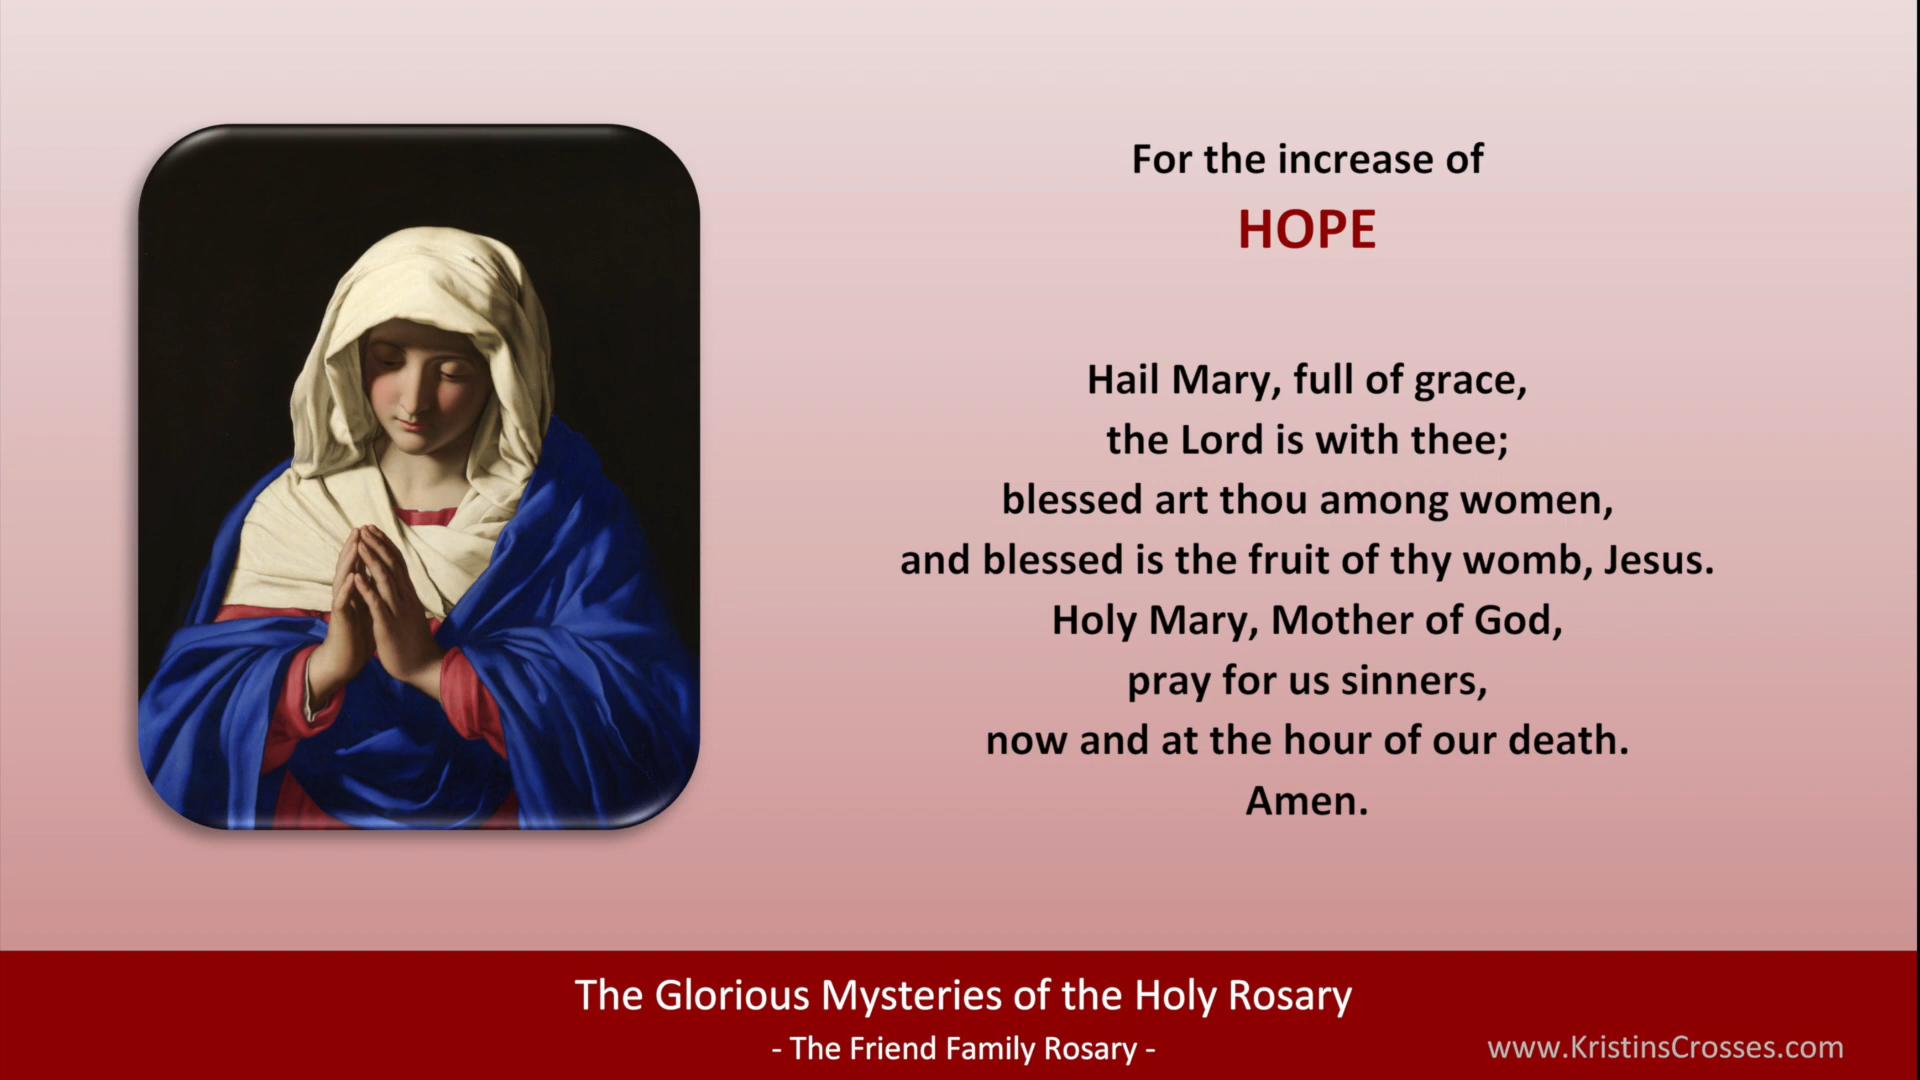 For the increase of
HOPE
Hail Mary, full of grace,
the Lord is with thee;
blessed art thou among women,
and blessed is the fruit of thy womb, Jesus.
Holy Mary, Mother of God,
pray for us sinners,
now and at the hour of our death.
Amen.
The Glorious Mysteries of the Holy Rosary
- The Friend Family Rosary -
www.KristinsCrosses.com